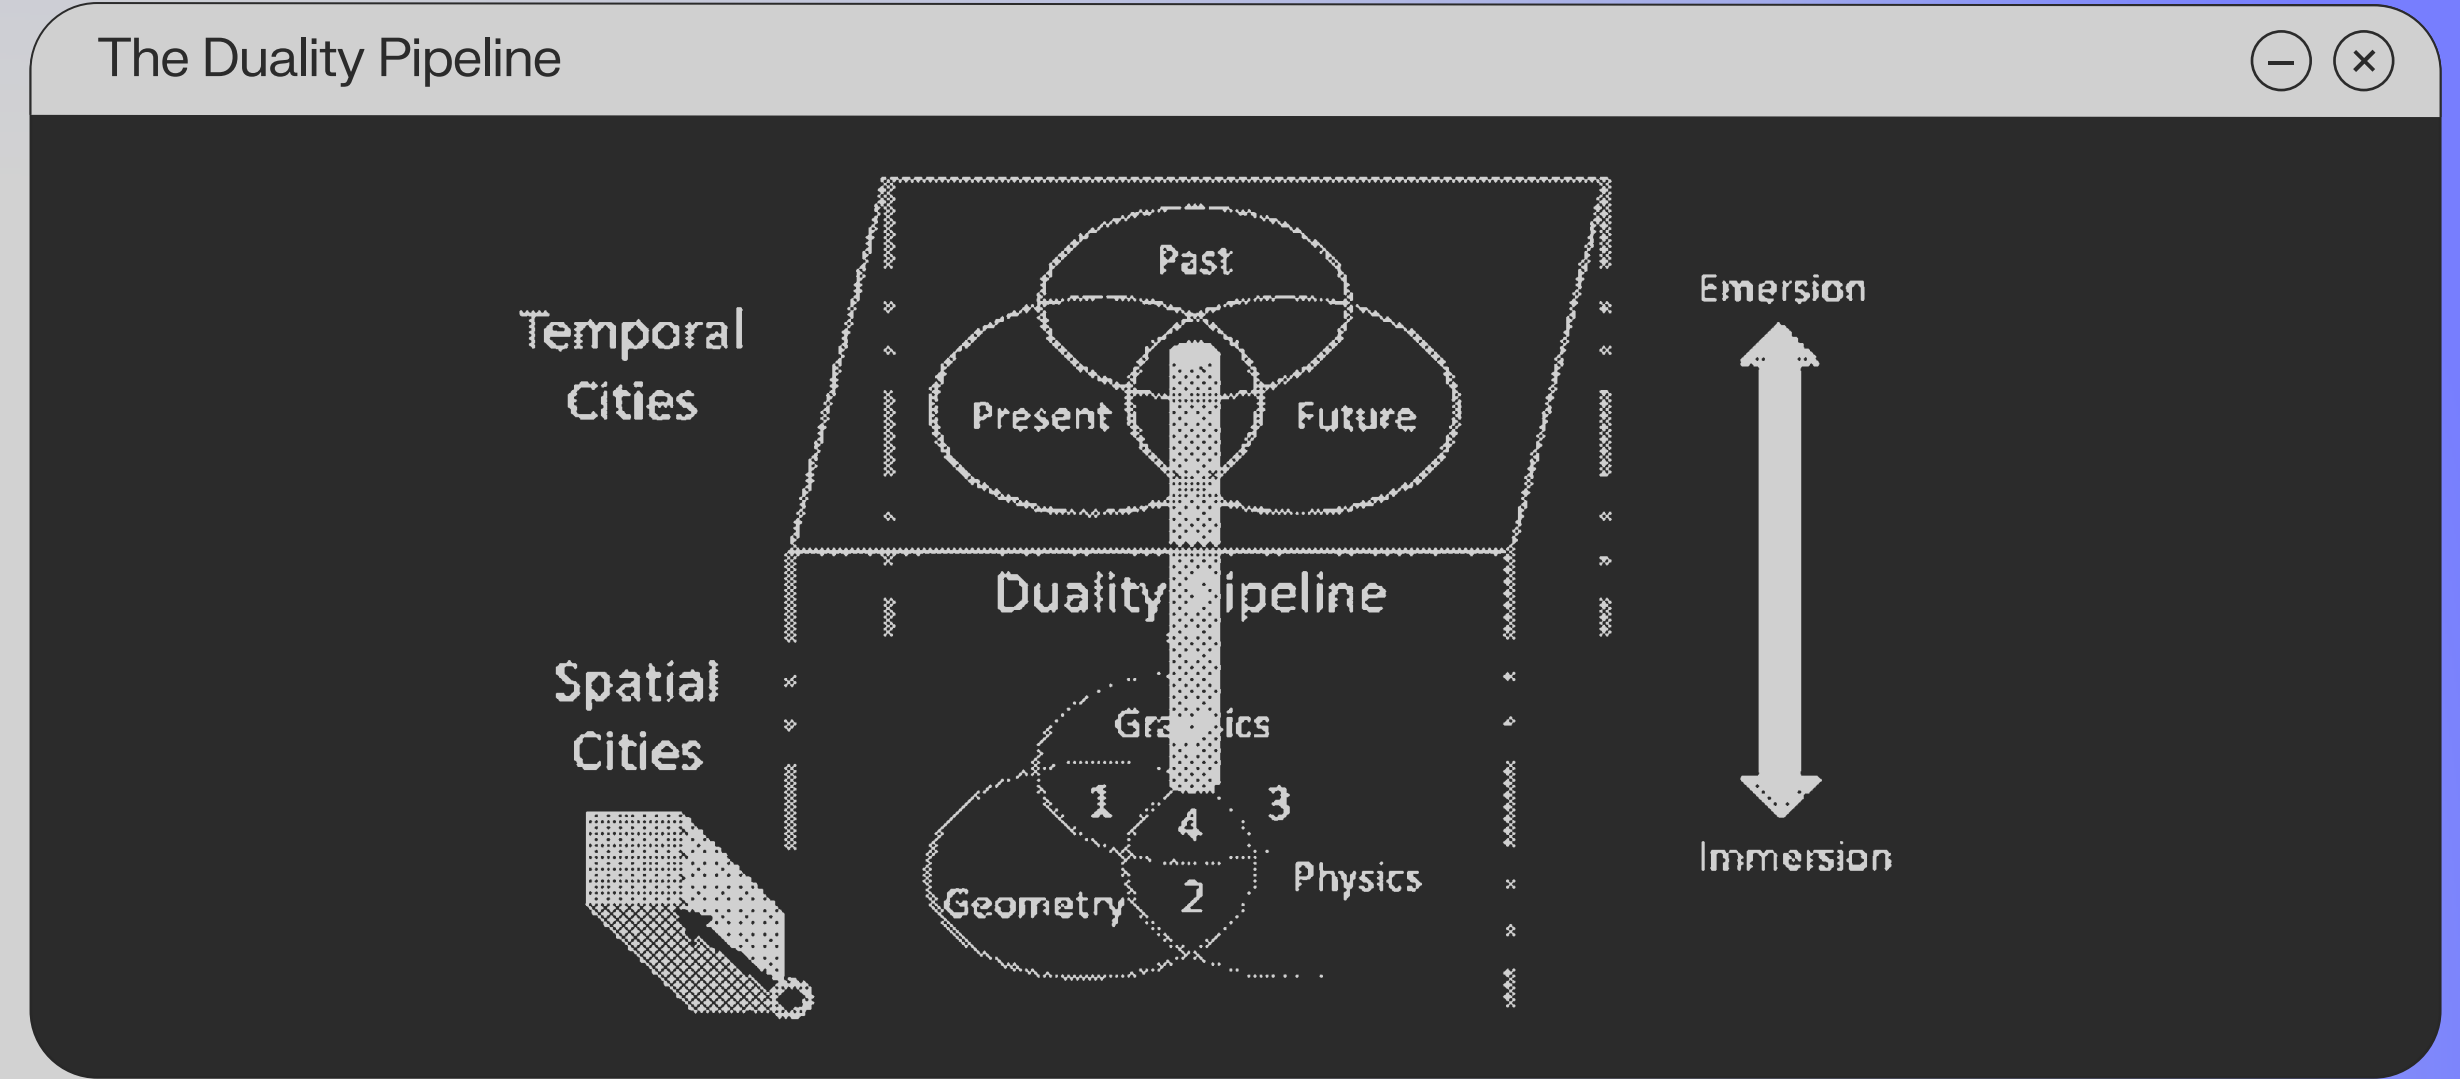 The Duality Pipeline
Past
Present
Future
Temporal
Cities
Emersion
Duality ipeline
Spatial
Cities
Gra ics
1
3
4
2
Geometry
Physics
Immersion